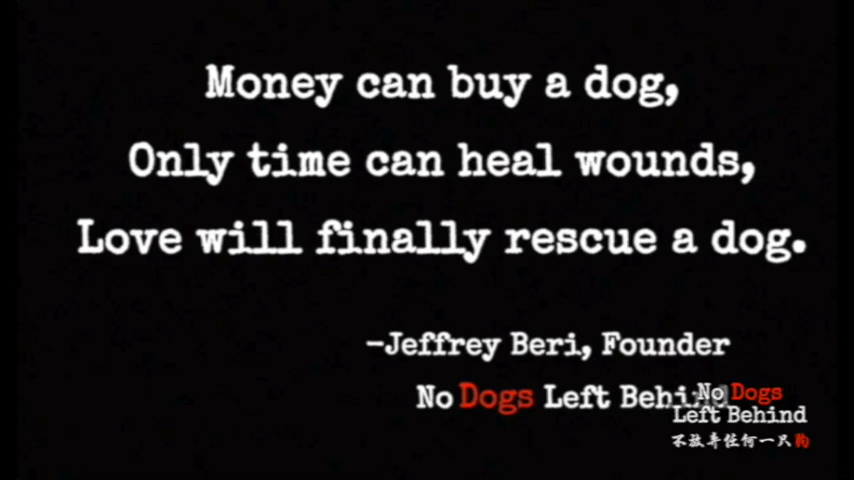 Money can buy a dog,
Only time can heal wounds,
Love will finally rescue a dog.
-Jeffrey Beri, Founder
No Dogs Left Behind
No Dogs
Left Behind
不放弃任何一只狗